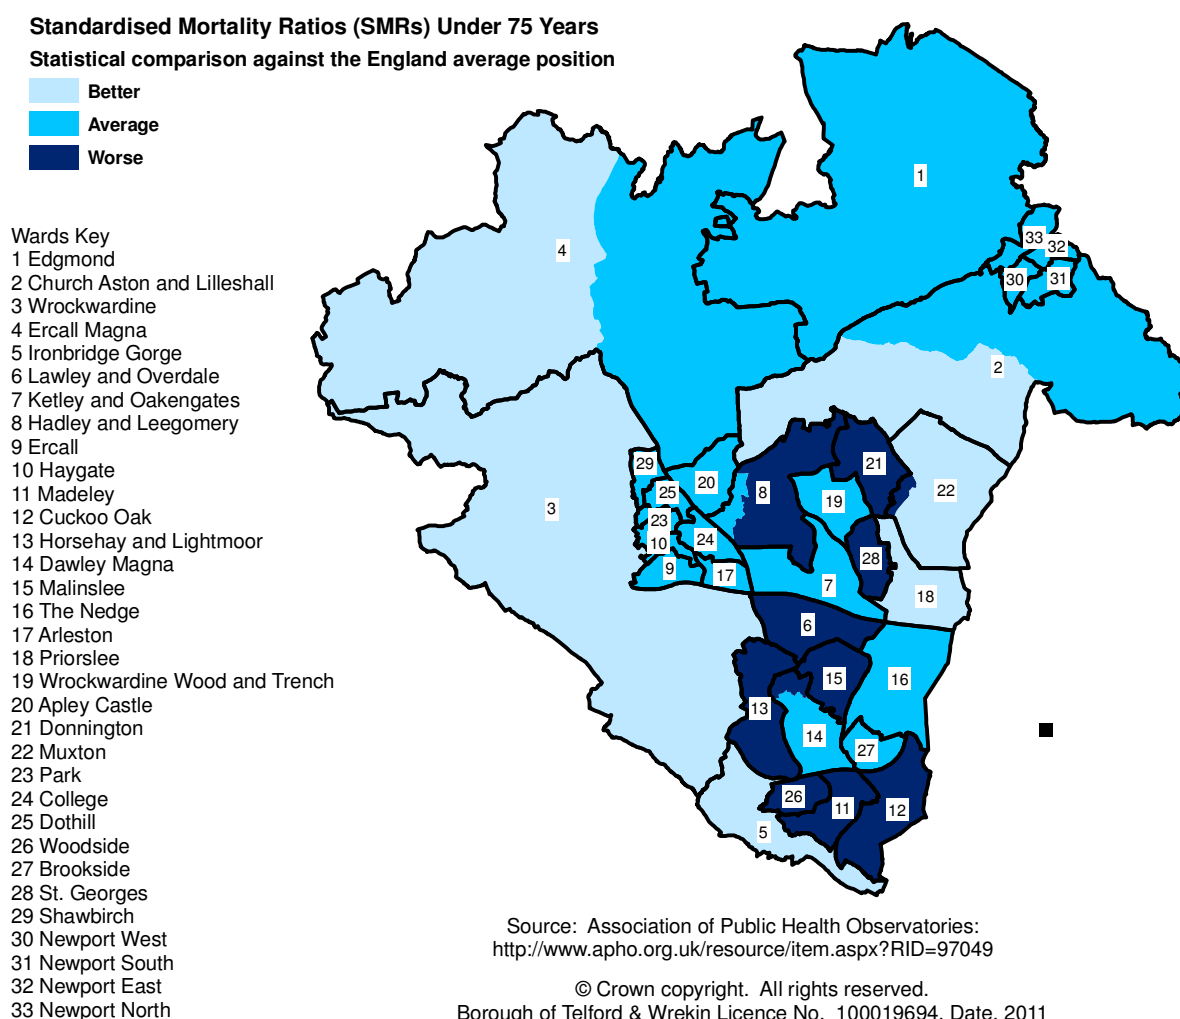 Standardised Mortality Ratios (SMRs) Under 75 Years
Statistical comparison against the England average position
Better
Average
Worse
Wards Key
1 Edgmond
2 Church Aston and Lilleshall
3 Wrockwardine
4 Ercall Magna
5 Ironbridge Gorge
6 Lawley and Overdale
7 Ketley and Oakengates
8 Hadley and Leegomery
9 Ercall
10 Haygate
11 Madeley
12 Cuckoo Oak
13 Horsehay and Lightmoor
14 Dawley Magna
15 Malinslee
16 The Nedge
17 Arleston
18 Priorslee
19 Wrockwardine Wood and Trench
20 Apley Castle
21 Donnington
22 Muxton
23 Park
24 College
25 Dothill
26 Woodside
27 Brookside
28 St. Georges
29 Shawbirch
30 Newport West
31 Newport South
32 Newport East
33 Newport North
1
33
32
4
30
31
2
29
21
20
25
8
22
19
3
23
24
10
28
9
17
7
18
6
15
16
13
14
27
26
11
12
5
Source: Association of Public Health Observatories:
http://www.apho.org.uk/resource/item.aspx?RID=97049
© Crown copyright. All rights reserved.
Borough of Telford & Wrekin Licence No. 100019694. Date. 2011